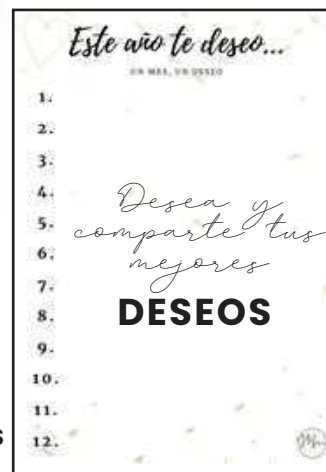 Este año te deseo...
UN MES, UN DESEO
1.
2.
3.
4.
Desea y
5.
comparte tus
6.
mejores
7.
8.
DESEOS
9.
10.
11.
12.
s